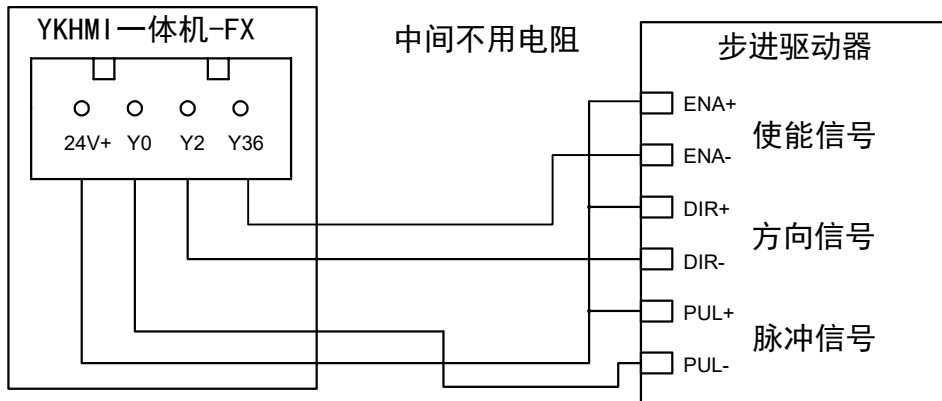 YKHMI一体机-FX
中间不用电阻
步进驱动器
24V+ Y0 Y2 Y36
ENA+
使能信号
ENA-
DIR+
方向信号
DIR-
PUL+
脉冲信号
PUL-